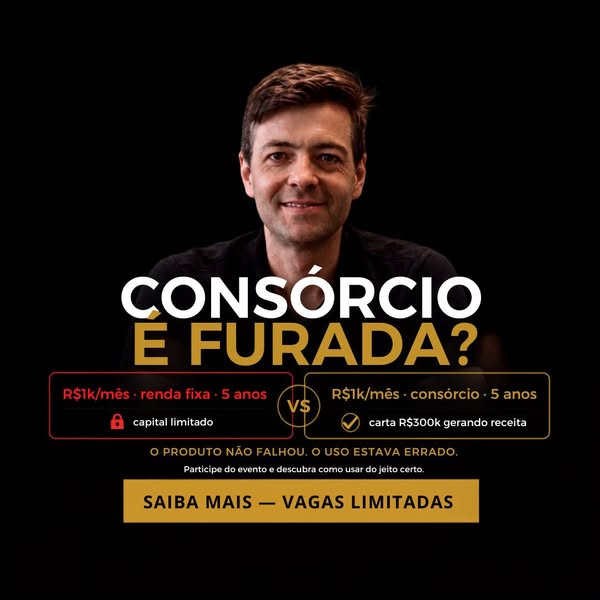 CONSÓRCIO
É FURADA?
R$1k/mês · renda fixa · 5 anos
capital limitado
VS
R$1k/mês · consórcio · 5 anos
carta R$300k gerando receita
O PRODUTO NÃO FALHOU. O USO ESTAVA ERRADO.
Participe do evento e descubra como usar do jeito certo.
SAIBA MAIS — VAGAS LIMITADAS